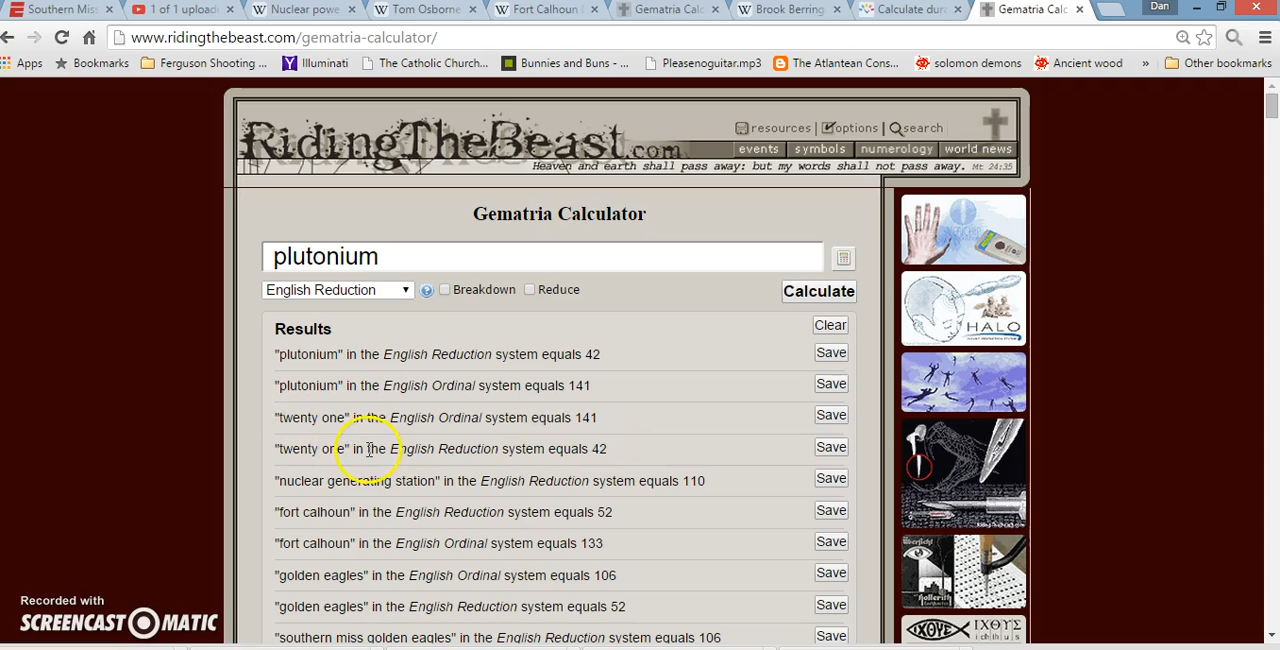 Southern Miss
1 of 1 upload
Nuclear powe
Tom Osborne
Fort Calhoun
Gematria Calc
Brook Berring
Calculate dura
Gematria Calc
Dan
www.ridingthebeast.com/gematria-calculator/
Apps
Bookmarks
Ferguson Shooting ...
Illuminati
The Catholic Church...
Bunnies and Buns - ...
Pleasenoguitar.mp3
The Atlantean Cons...
solomon demons
Ancient wood
»
Other bookmarks
RidingTheBeast.com
resources | options | search
events | symbols | numerology | world news
Heaven and earth shall pass away: but my words shall not pass away. Mt 24:35
Gematria Calculator
plutonium
English Reduction
Breakdown
Reduce
Calculate
Results
Clear
"plutonium" in the English Reduction system equals 42
Save
"plutonium" in the English Ordinal system equals 141
Save
"twenty one" in the English Ordinal system equals 141
Save
"twenty one" in the English Reduction system equals 42
Save
"nuclear generating station" in the English Reduction system equals 110
Save
"fort calhoun" in the English Reduction system equals 52
Save
"fort calhoun" in the English Ordinal system equals 133
Save
"golden eagles" in the English Ordinal system equals 106
Save
"golden eagles" in the English Reduction system equals 52
Save
"southern miss golden eagles" in the English Reduction system equals 106
Save
HALO
ΙΧΘΥΣ
ichthus
Recorded with
SCREENCAST-O-MATIC